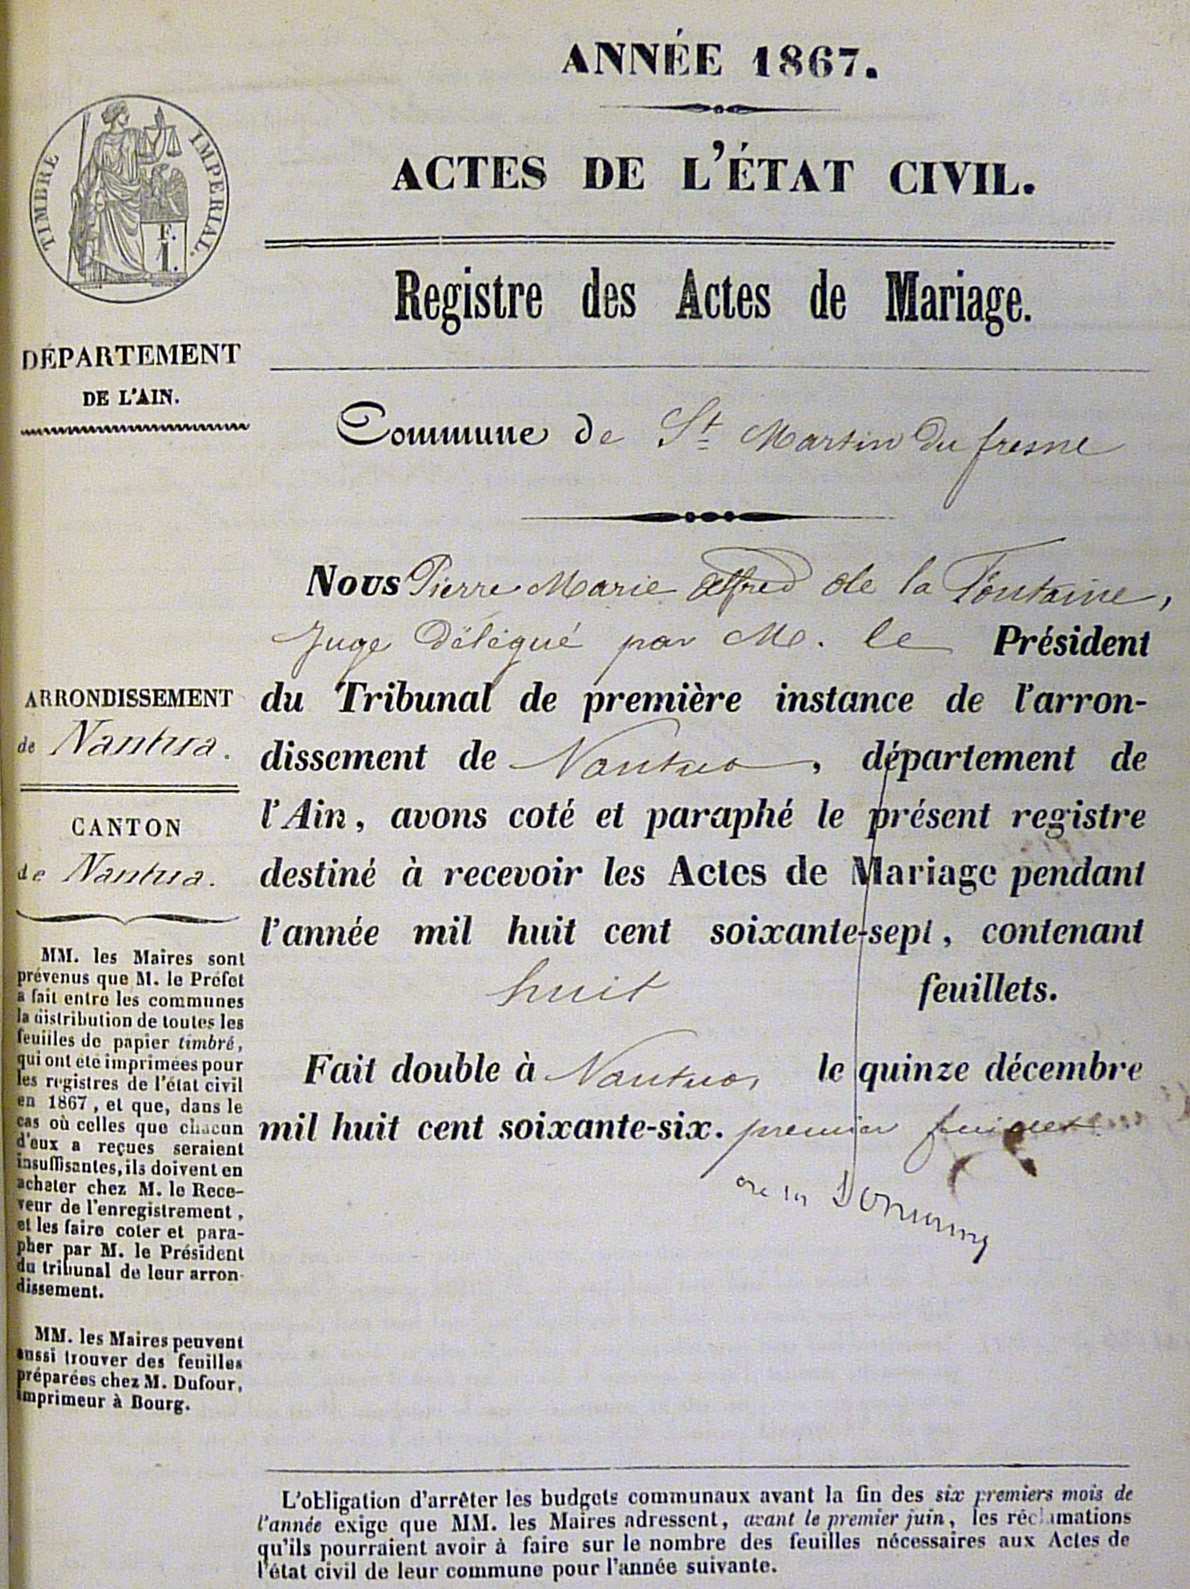 ANNÉE 1867.
ACTES DE L'ÉTAT CIVIL.
Registre des Actes de Mariage.
TIMBRE IMPERIAL.
F.
1.
DÉPARTEMENT
DE L'AIN.
Commune de St Martin du fresne
Nous Pierre Marie Alfred de la Fontaine,
Juge Délégué par M. le Président
du Tribunal de première instance de l'arron-
dissement de Nantua, département de
l'Ain, avons coté et paraphé le présent registre
destiné à recevoir les Actes de Mariage pendant
l'année mil huit cent soixante-sept, contenant
huit feuillets.
Fait double à Nantua, le quinze décembre
mil huit cent soixante-six. premier feuillet
ARRONDISSEMENT
de Nantua.
CANTON
de Nantua.
MM. les Maires sont
prévenus que M. le Préfet
a fait entre les communes
la distribution de toutes les
feuilles de papier timbré,
qui ont été imprimées pour
les registres de l'état civil
en 1867, et que, dans le
cas où celles que chacun
d'eux a reçues seraient
insuffisantes, ils doivent en
acheter chez M. le Rece-
veur de l'enregistrement,
et les faire coter et para-
pher par M. le Président
du tribunal de leur arron-
dissement.
MM. les Maires peuvent
aussi trouver des feuilles
préparées chez M. Dufour,
imprimeur à Bourg.
L'obligation d'arrêter les budgets communaux avant la fin des six premiers mois de
l'année exige que MM. les Maires adressent, avant le premier juin, les réclamations
qu'ils pourraient avoir à faire sur le nombre des feuilles nécessaires aux Actes de
l'état civil de leur commune pour l'année suivante.